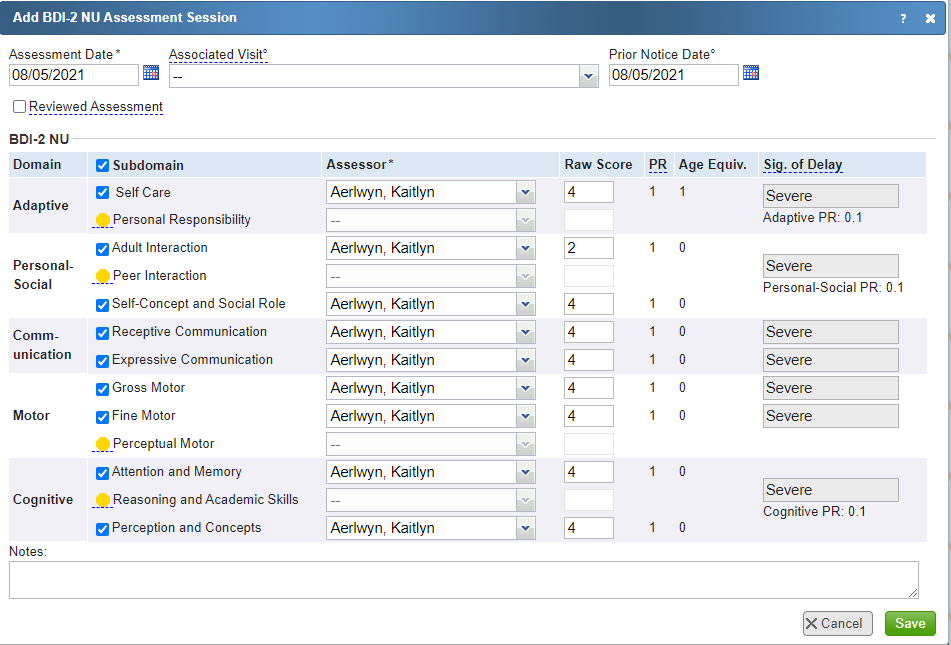 Add BDI-2 NU Assessment Session ?
Assessment Date* Associated Visit° Prior Notice Date°
08/05/2021 -- 08/05/2021
Reviewed Assessment
BDI-2 NU
Domain Subdomain Assessor* Raw Score PR Age Equiv. Sig. of Delay
Adaptive
Self Care Aerlwyn, Kaitlyn 4 1 1 Severe
Personal Responsibility -- Adaptive PR: 0.1
Personal-
Social
Adult Interaction Aerlwyn, Kaitlyn 2 1 0
Peer Interaction -- Severe
Personal-Social PR: 0.1
Self-Concept and Social Role Aerlwyn, Kaitlyn 4 1 0
Comm-
unication
Receptive Communication Aerlwyn, Kaitlyn 4 1 0 Severe
Expressive Communication Aerlwyn, Kaitlyn 4 1 0 Severe
Motor
Gross Motor Aerlwyn, Kaitlyn 4 1 0 Severe
Fine Motor Aerlwyn, Kaitlyn 4 1 0 Severe
Perceptual Motor --
Cognitive
Attention and Memory Aerlwyn, Kaitlyn 4 1 0
Reasoning and Academic Skills -- Severe
Cognitive PR: 0.1
Perception and Concepts Aerlwyn, Kaitlyn 4 1 0
Notes:
Cancel Save